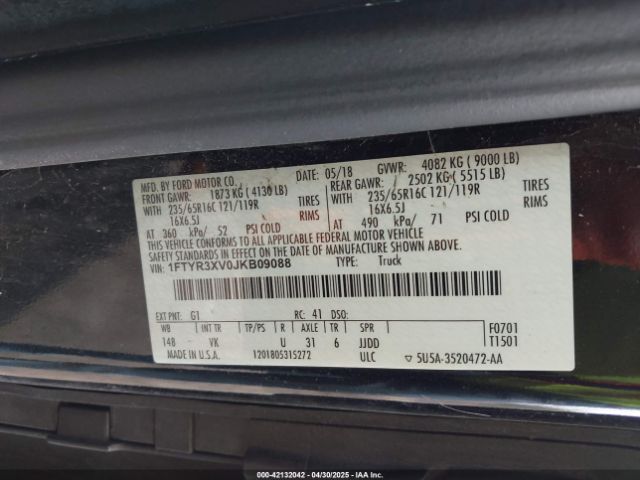 MFD. BY FORD MOTOR CO.
DATE: 05/18 GVWR: 4082 KG ( 9000 LB)
FRONT GAWR: 1873 KG ( 4130 LB) REAR GAWR: 2502 KG ( 5515 LB)
WITH 235/65R16C 121/119R TIRES WITH 235/65R16C 121/119R TIRES
16X6.5J RIMS 16X6.5J RIMS
AT 360 kPa/ 52 PSI COLD AT 490 kPa/ 71 PSI COLD
THIS VEHICLE CONFORMS TO ALL APPLICABLE FEDERAL MOTOR VEHICLE
SAFETY STANDARDS IN EFFECT ON THE DATE OF MANUFACTURE SHOWN ABOVE.
VIN: 1FTYR3XV0JKB09088 TYPE: Truck
EXT PNT: G1 RC: 41 DSO:
WB INT TR TP/PS R AXLE TR SPR F0701
148 VK U 31 6 JJDD T1501
MADE IN U.S.A. 1201805315272 ULC 5U5A-3520472-AA
000-42132042 - 04/30/2025 - IAAI.COM